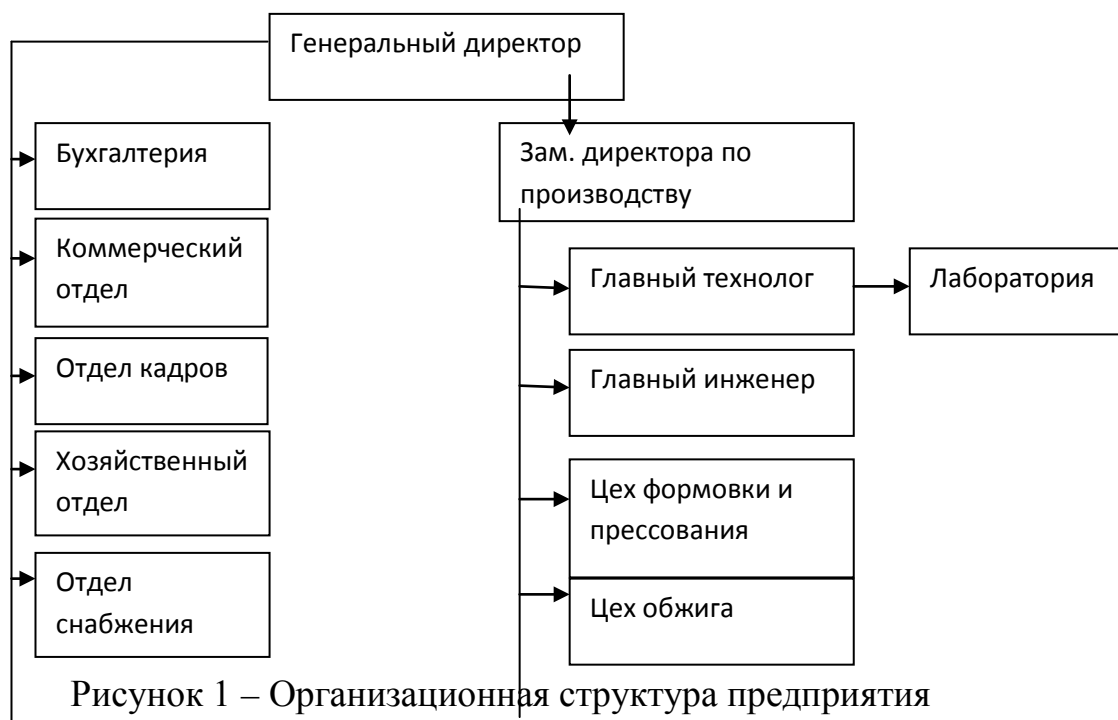 Генеральный директор
Бухгалтерия
Зам. директора по
производству
Коммерческий
отдел
Главный технолог
Лаборатория
Отдел кадров
Главный инженер
Хозяйственный
отдел
Цех формовки и
прессования
Отдел
снабжения
Цех обжига
Рисунок 1 – Организационная структура предприятия